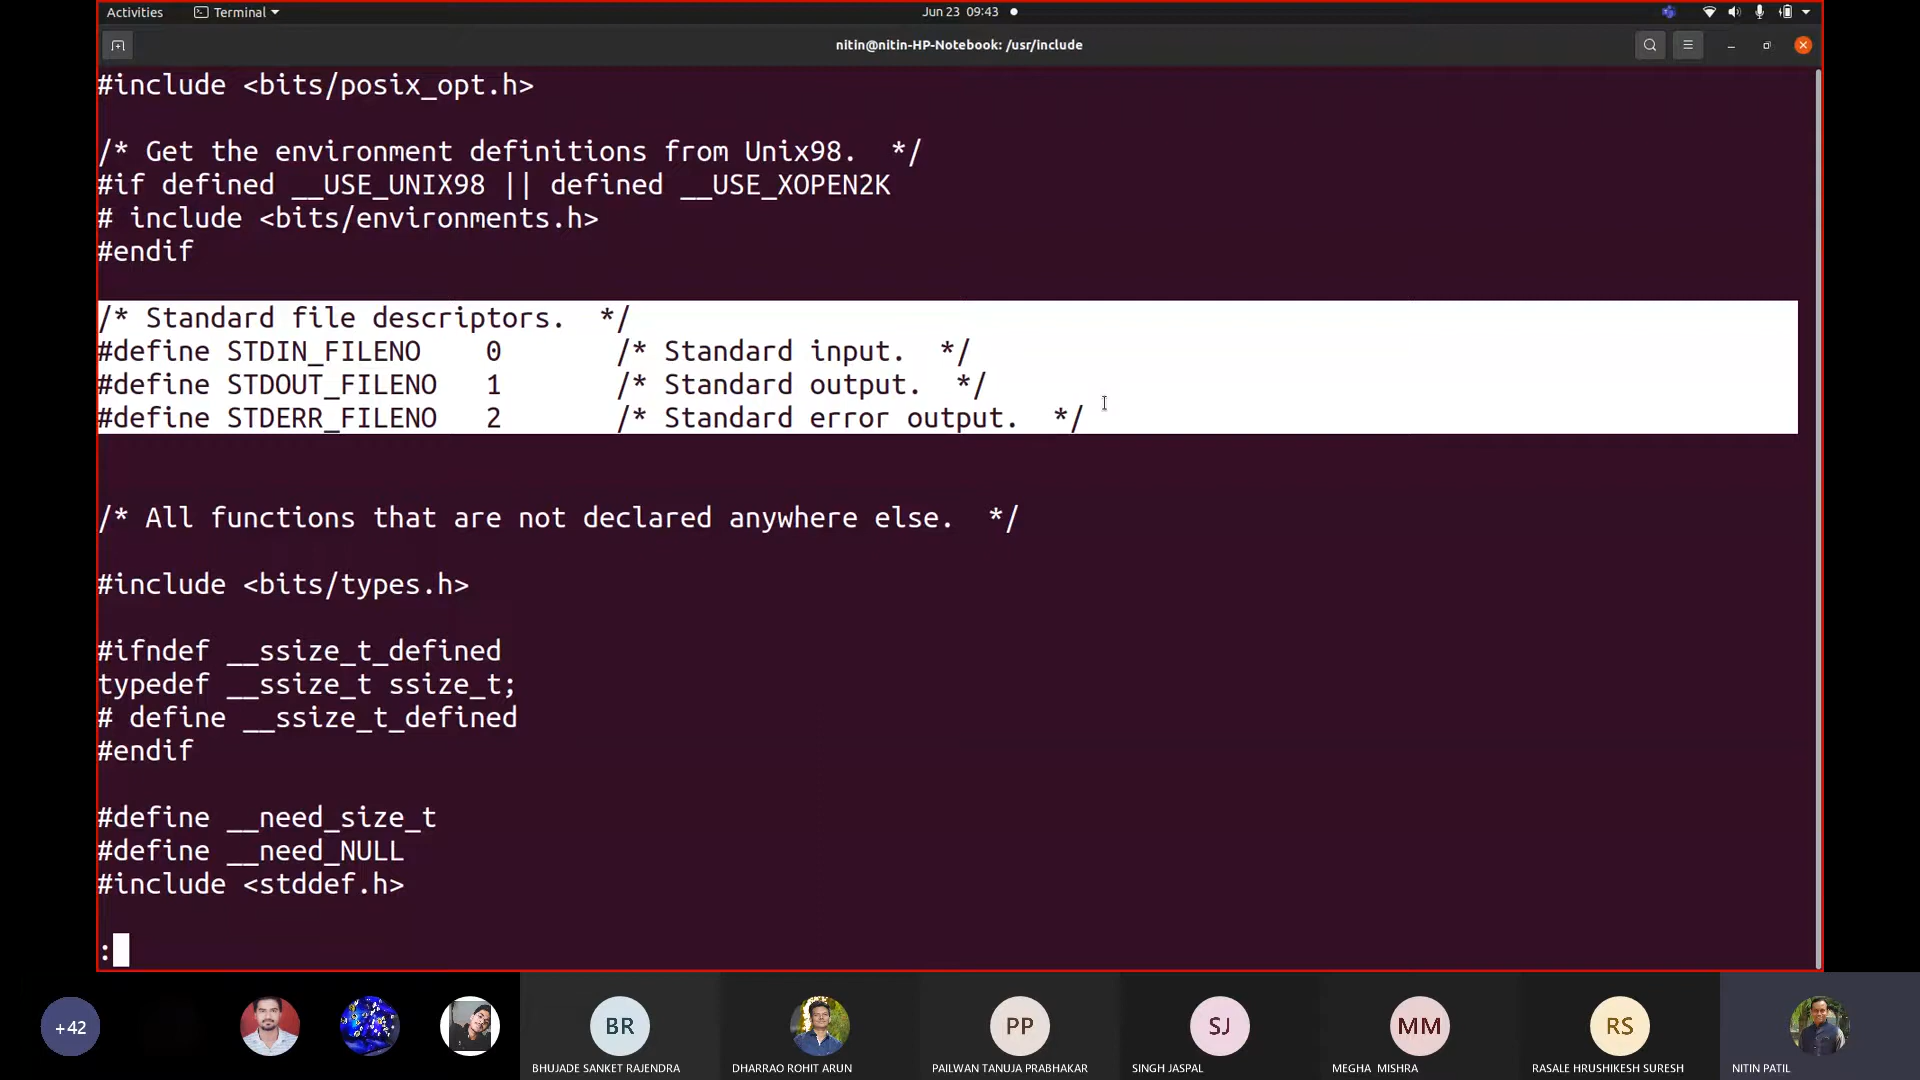 Activities Terminal Jun 23 09:43
nitin@nitin-HP-Notebook: /usr/include
#include <bits/posix_opt.h>
/* Get the environment definitions from Unix98.  */
#if defined __USE_UNIX98 || defined __USE_XOPEN2K
# include <bits/environments.h>
#endif
/* Standard file descriptors.  */
#define STDIN_FILENO    0       /* Standard input.  */
#define STDOUT_FILENO   1       /* Standard output.  */
#define STDERR_FILENO   2       /* Standard error output.  */
/* All functions that are not declared anywhere else.  */
#include <bits/types.h>
#ifndef __ssize_t_defined
typedef __ssize_t ssize_t;
# define __ssize_t_defined
#endif
#define __need_size_t
#define __need_NULL
#include <stddef.h>
:
+42 BR PP SJ MM RS
BHUJADE SANKET RAJENDRA DHARRAO ROHIT ARUN PAILWAN TANUJA PRABHAKAR SINGH JASPAL MEGHA MISHRA RASALE HRUSHIKESH SURESH NITIN PATIL